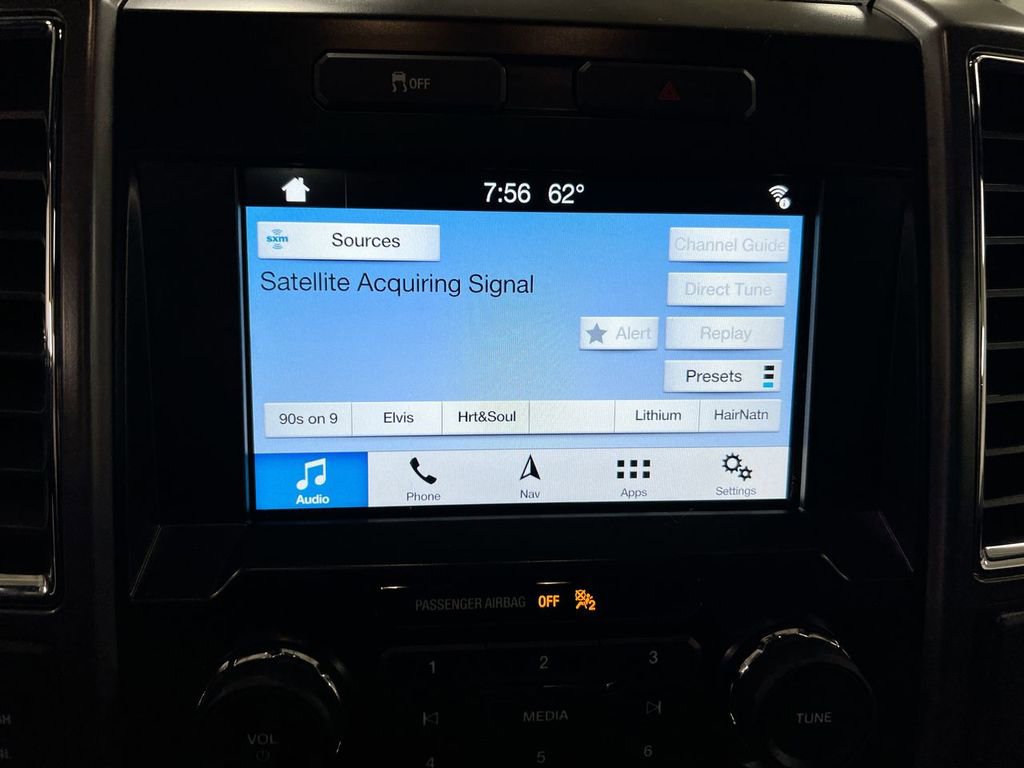 OFF
7:56 62°
sxm Sources
Channel Guide
Satellite Acquiring Signal
Direct Tune
Alert
Replay
Presets
90s on 9 Elvis Hrt&Soul Lithium HairNatn
Audio Phone Nav Apps Settings
PASSENGER AIRBAG OFF 2
1 2 3
MEDIA
VOL
TUNE
4 5 6